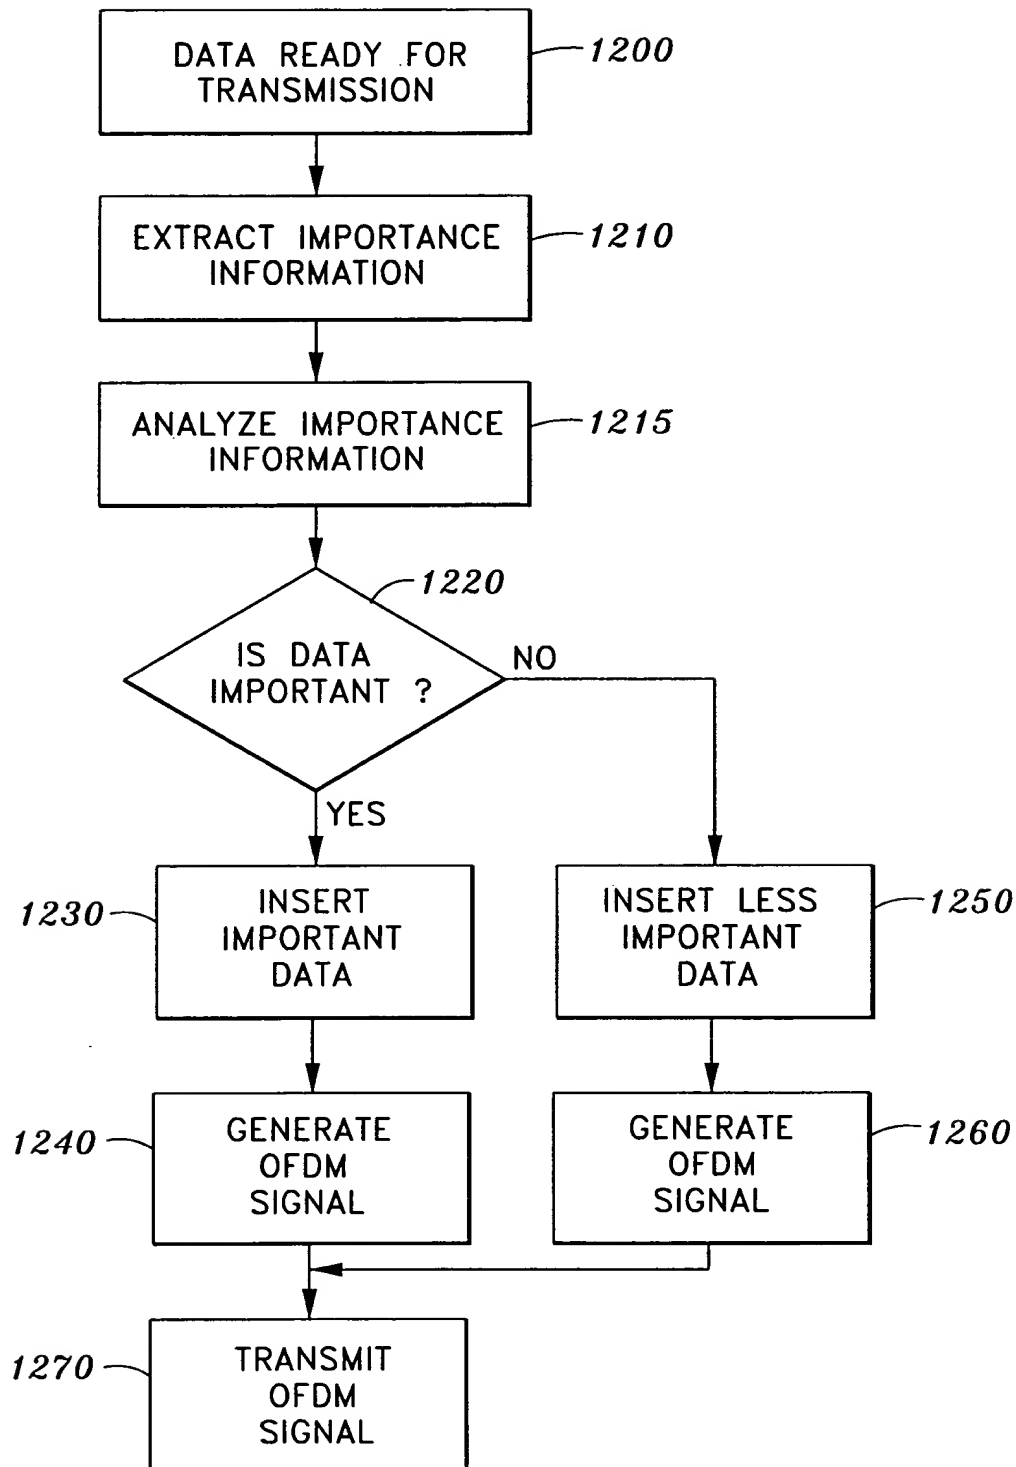 DATA READY FOR
TRANSMISSION
1200
EXTRACT IMPORTANCE
INFORMATION
1210
ANALYZE IMPORTANCE
INFORMATION
1215
1220
IS DATA
IMPORTANT ?
NO
YES
1230
INSERT
IMPORTANT
DATA
INSERT LESS
IMPORTANT
DATA
1250
1240
GENERATE
OFDM
SIGNAL
GENERATE
OFDM
SIGNAL
1260
1270
TRANSMIT
OFDM
SIGNAL